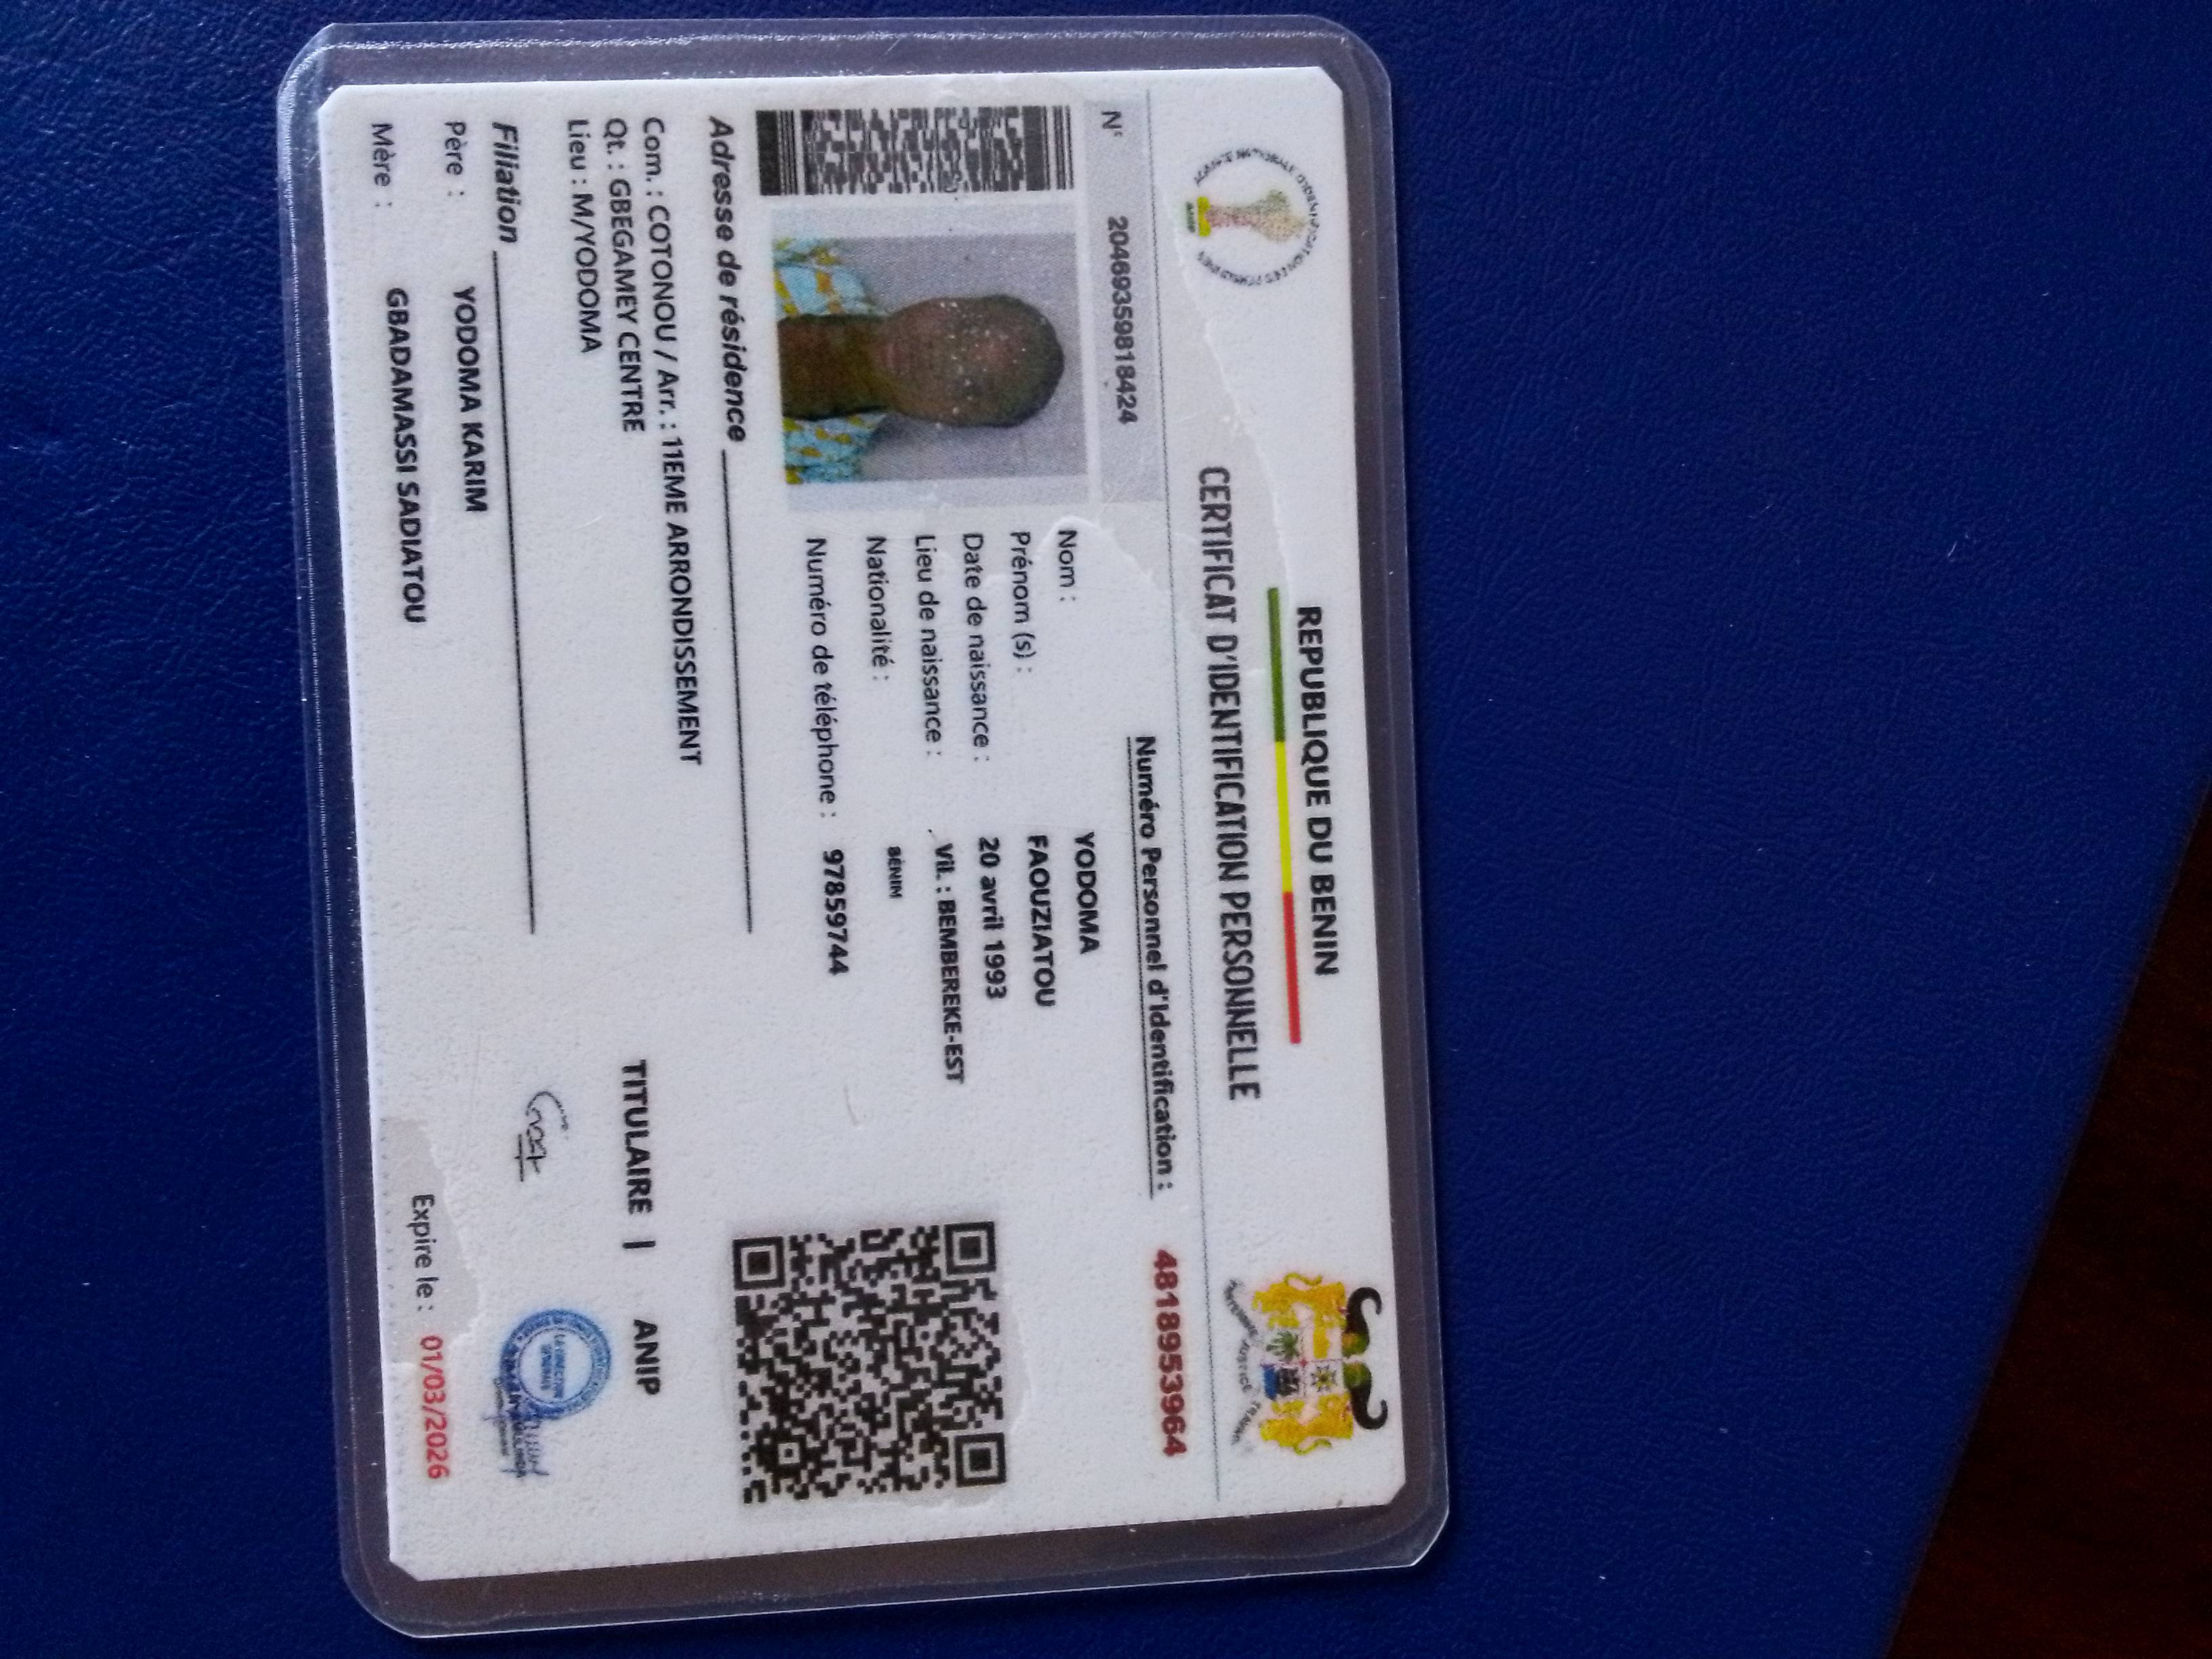 REPUBLIQUE DU BENIN
CERTIFICAT D'IDENTIFICATION PERSONNELLE
N° 20469359818424
Numéro Personnel d'Identification : 4818953964
Nom : YODOMA
Prénom (s) : FAOUZIATOU
Date de naissance : 20 avril 1993
Lieu de naissance : Vil. : BEMBEREKE-EST
Nationalité : BÉNIN
Numéro de téléphone : 97859744
Adresse de résidence
Com. : COTONOU / Arr. : 11EME ARRONDISSEMENT
Qt. : GBEGAMEY CENTRE
Lieu : M/YODOMA
TITULAIRE | ANIP
Filiation
Père : YODOMA KARIM
Mère : GBADAMASSI SADIATOU
Expire le : 01/03/2026